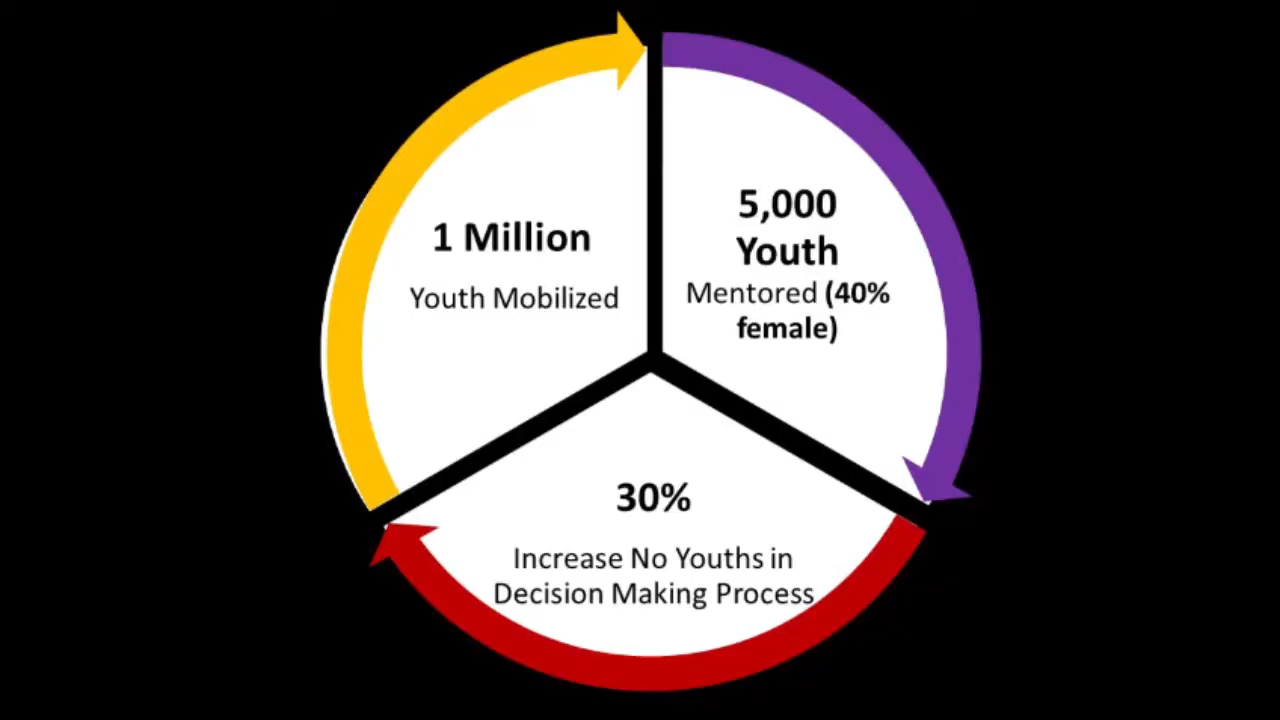 1 Million
Youth Mobilized
5,000
Youth
Mentored (40%
female)
30%
Increase No Youths in
Decision Making Process